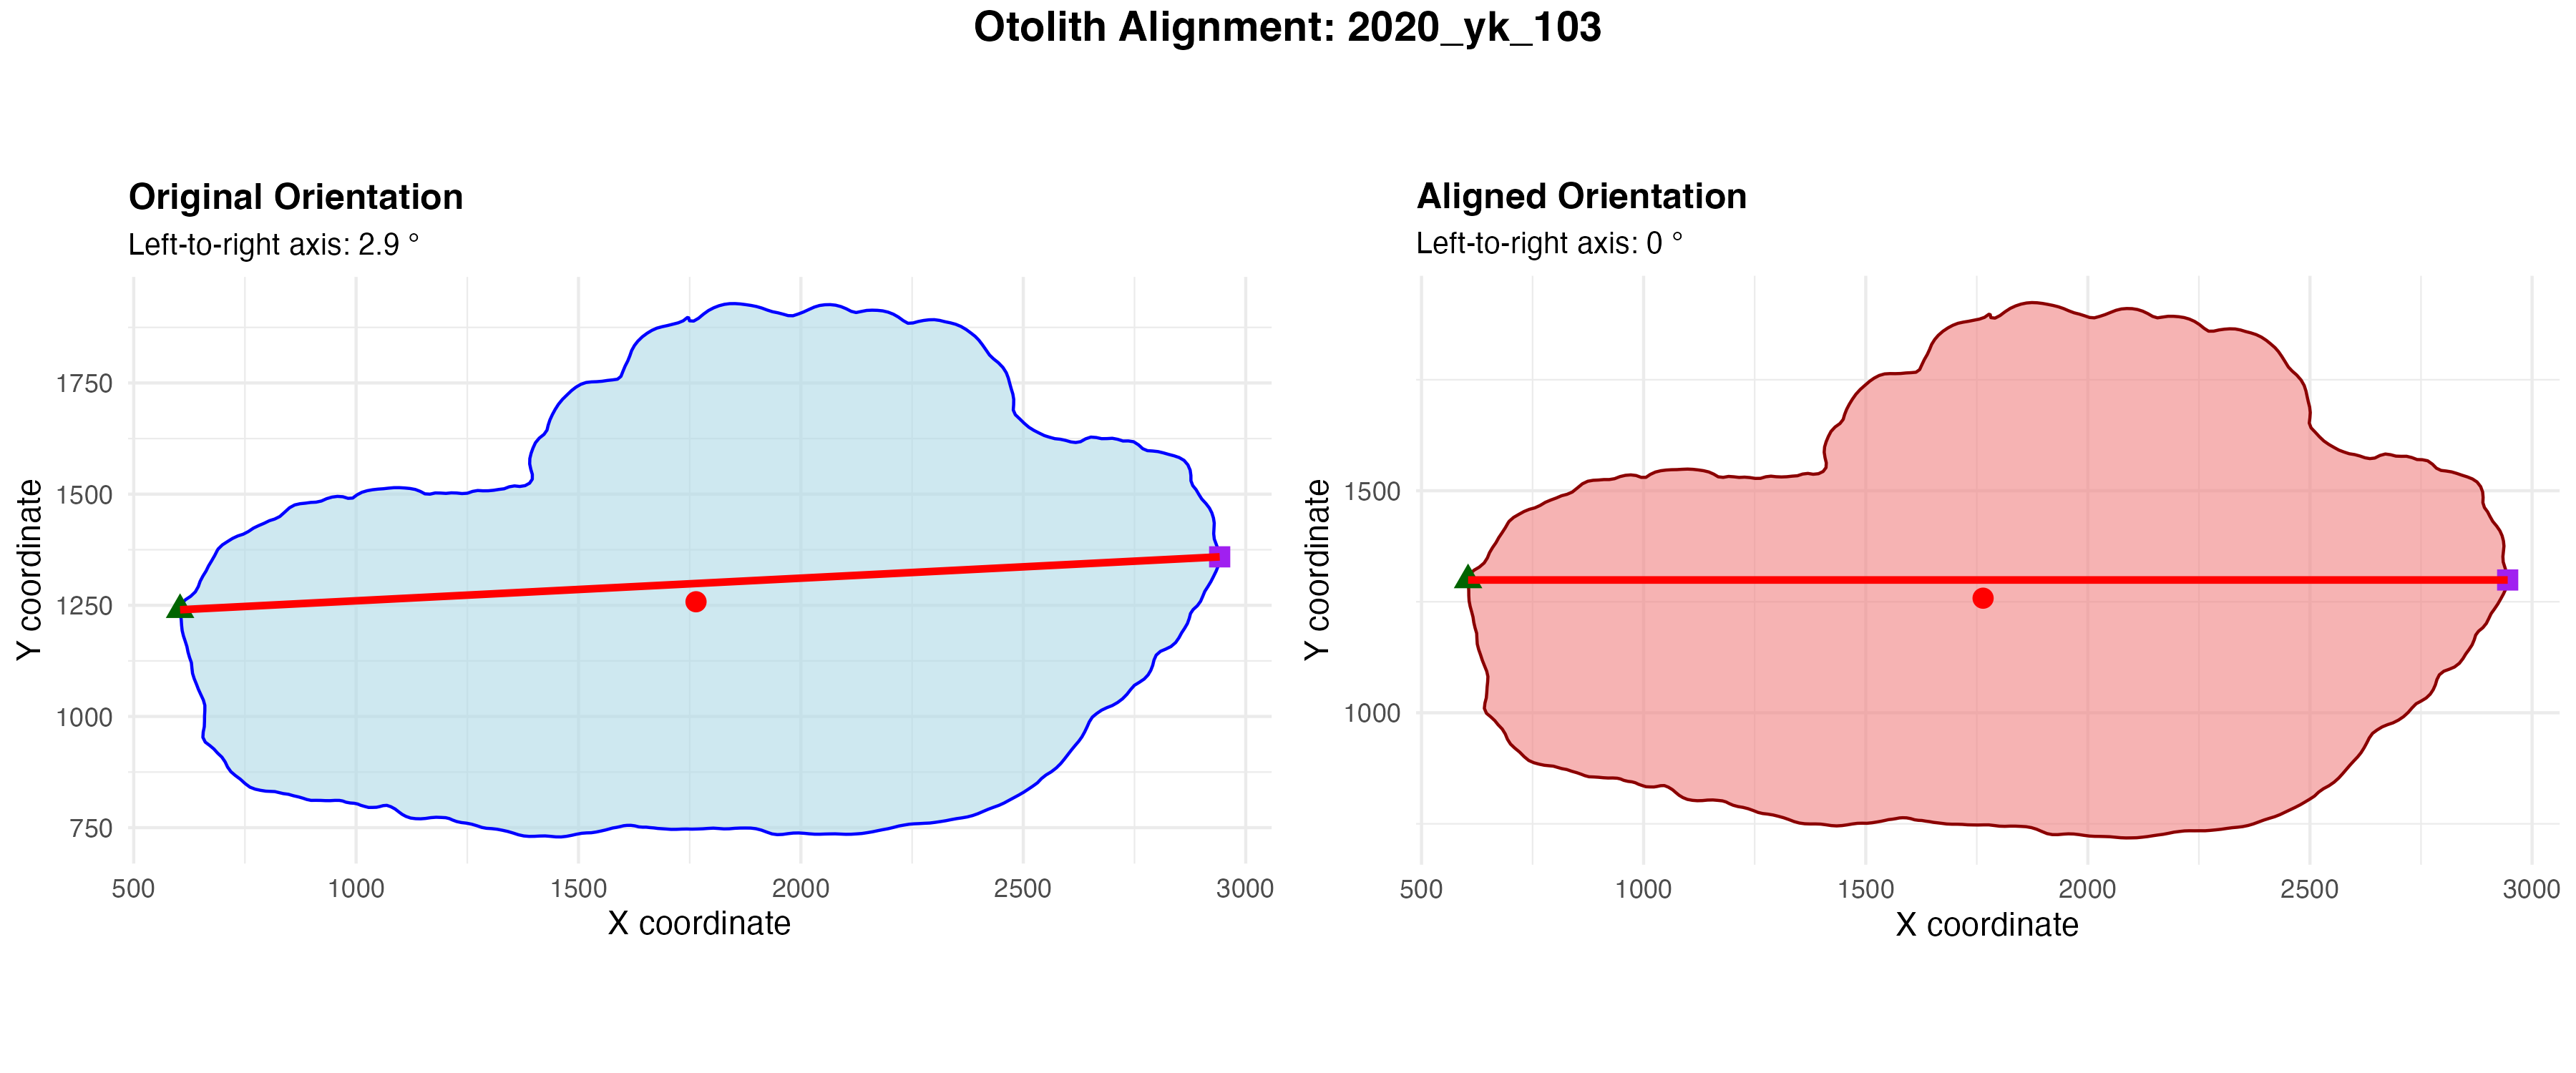 Otolith Alignment: 2020_yk_103
Original Orientation
Left-to-right axis: 2.9 °
Y coordinate
1750
1500
1250
1000
750
500 1000 1500 2000 2500 3000
X coordinate
Aligned Orientation
Left-to-right axis: 0 °
Y coordinate
1500
1000
500 1000 1500 2000 2500 3000
X coordinate